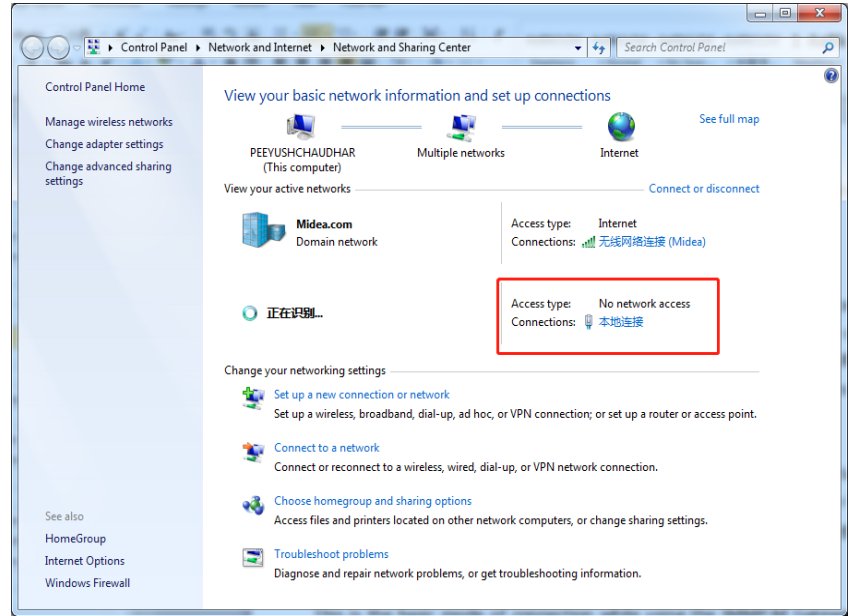 Control Panel ▸ Network and Internet ▸ Network and Sharing Center
Search Control Panel
Control Panel Home
Manage wireless networks
Change adapter settings
Change advanced sharing
settings
See also
HomeGroup
Internet Options
Windows Firewall
View your basic network information and set up connections
See full map
PEEYUSHCHAUDHAR
(This computer)
Multiple networks
Internet
View your active networks
Connect or disconnect
Midea.com
Domain network
Access type: Internet
Connections: 无线网络连接 (Midea)
正在识别...
Access type: No network access
Connections: 本地连接
Change your networking settings
Set up a new connection or network
Set up a wireless, broadband, dial-up, ad hoc, or VPN connection; or set up a router or access point.
Connect to a network
Connect or reconnect to a wireless, wired, dial-up, or VPN network connection.
Choose homegroup and sharing options
Access files and printers located on other network computers, or change sharing settings.
Troubleshoot problems
Diagnose and repair network problems, or get troubleshooting information.